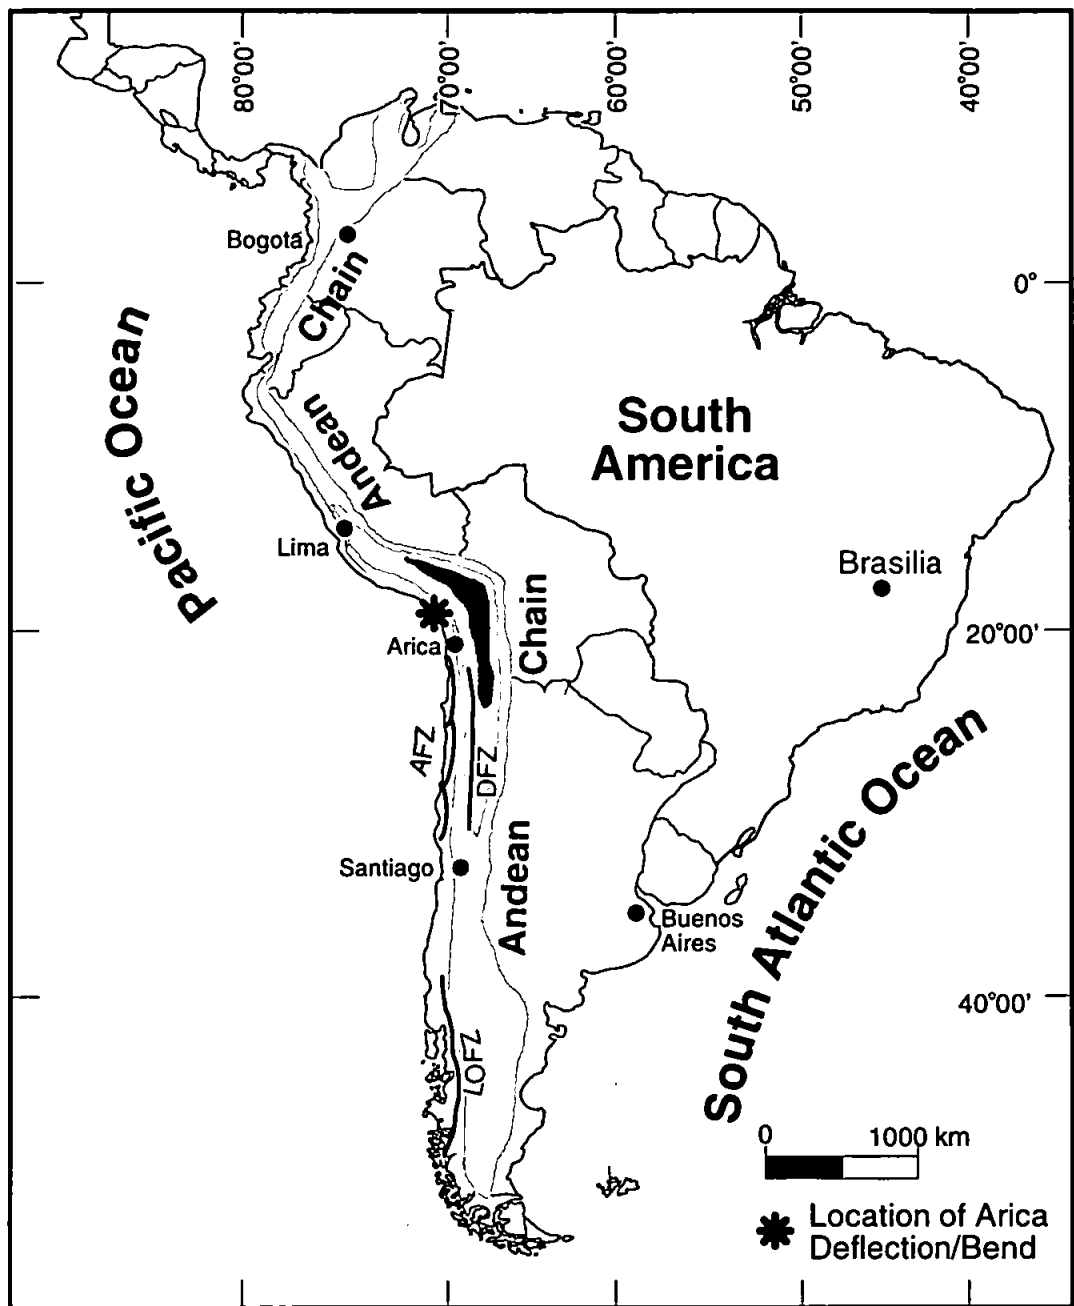 80°00'
70°00'
60°00'
50°00'
40°00'
Bogotá
Chain
0°
Pacific Ocean
South
America
Andean
Lima
Brasilia
Chain
Arica
20°00'
AFZ
DFZ
Santiago
Andean
Buenos
Aires
South Atlantic Ocean
40°00'
LOFZ
0 1000 km
Location of Arica
Deflection/Bend